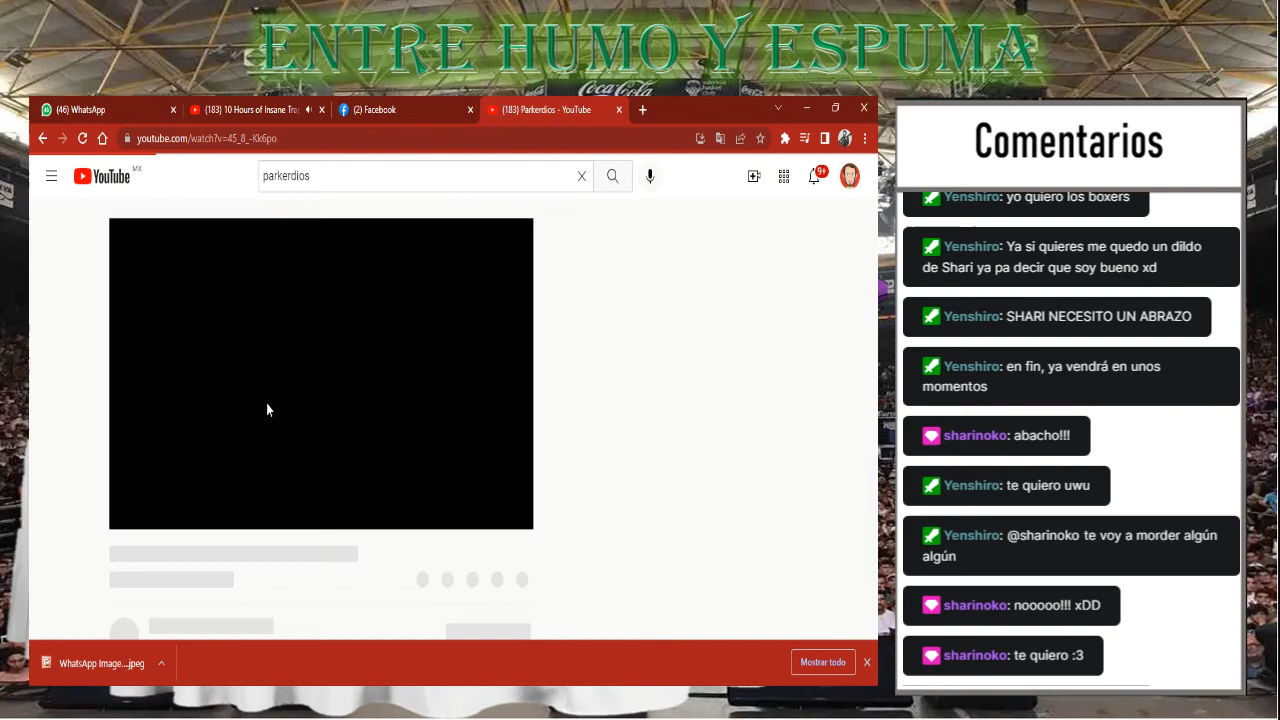 ENTRE HUMO Y ESPUMA
Coca-Cola
(46) WhatsApp
(183) 10 Hours of Insane Tra
(2) Facebook
(183) Parkerdios - YouTube
youtube.com/watch?v=45_8_-Kk6po
YouTube MX
parkerdios
9+
WhatsApp Image....jpeg
Mostrar todo
Comentarios
Yenshiro: yo quiero los boxers
Yenshiro: Ya si quieres me quedo un dildo
de Shari ya pa decir que soy bueno xd
Yenshiro: SHARI NECESITO UN ABRAZO
Yenshiro: en fin, ya vendrá en unos
momentos
sharinoko: abacho!!!
Yenshiro: te quiero uwu
Yenshiro: @sharinoko te voy a morder algún
algún
sharinoko: nooooo!!! xDD
sharinoko: te quiero :3